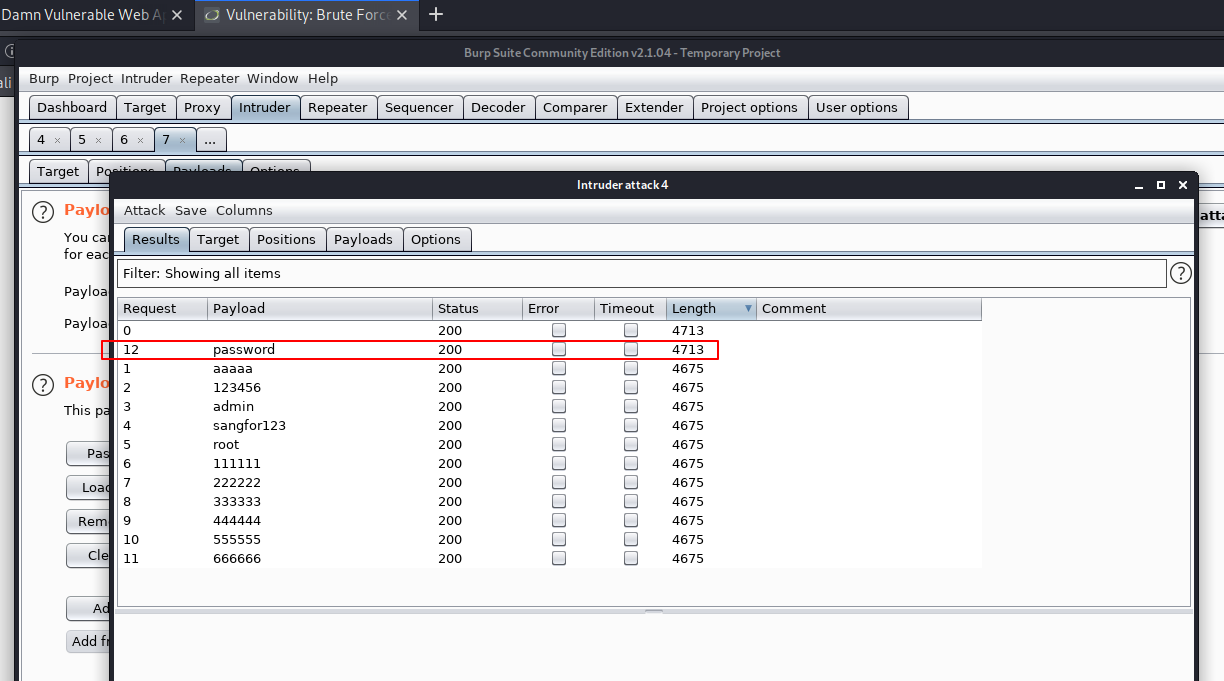 Damn Vulnerable Web Ap Vulnerability: Brute Force
Burp Suite Community Edition v2.1.04 - Temporary Project
ali
Burp Project Intruder Repeater Window Help
Dashboard Target Proxy Intruder Repeater Sequencer Decoder Comparer Extender Project options User options
4 × 5 × 6 × 7 × ...
Target Positions Payloads Options
Intruder attack 4
? Paylo
Attack Save Columns
atta
You can
Results Target Positions Payloads Options
for eac
Filter: Showing all items ?
Payloa
Request Payload Status Error Timeout Length Comment
Payloa
0 200 4713
12 password 200 4713
1 aaaaa 200 4675
? Paylo
2 123456 200 4675
3 admin 200 4675
This pa
4 sangfor123 200 4675
5 root 200 4675
Pas
6 111111 200 4675
7 222222 200 4675
Load
8 333333 200 4675
Rem
9 444444 200 4675
10 555555 200 4675
Cle
11 666666 200 4675
Ad
Add fr